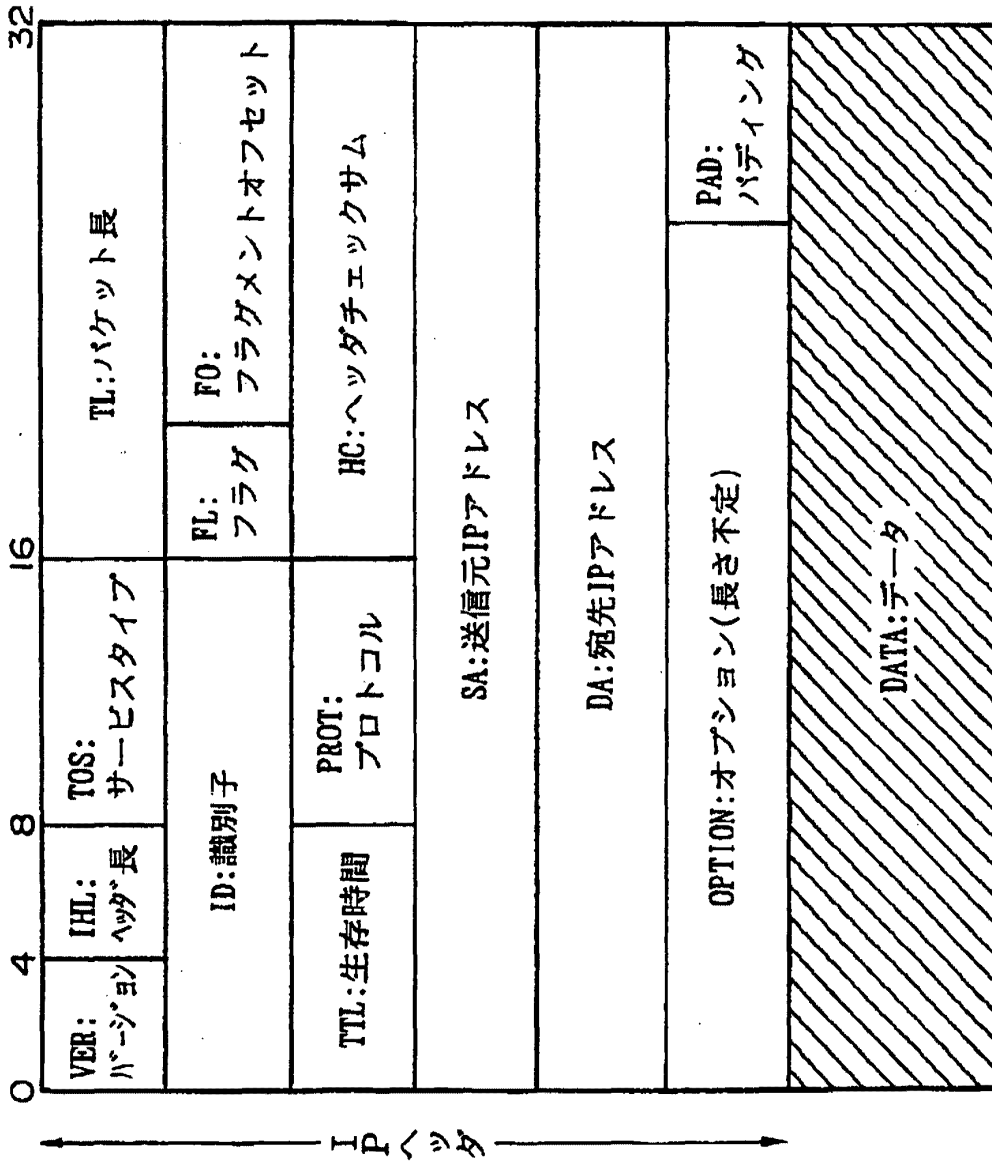 0 4 8 16 32
IPヘッダ
VER:
バージョン
IHL:
ヘッダ長
TOS:
サービスタイプ
TL:パケット長
ID:識別子
FL:
フラグ
FO:
フラグメントオフセット
TTL:生存時間
PROT:
プロトコル
HC:ヘッダチェックサム
SA:送信元IPアドレス
DA:宛先IPアドレス
OPTION:オプション(長さ不定)
PAD:
パディング
DATA:データ